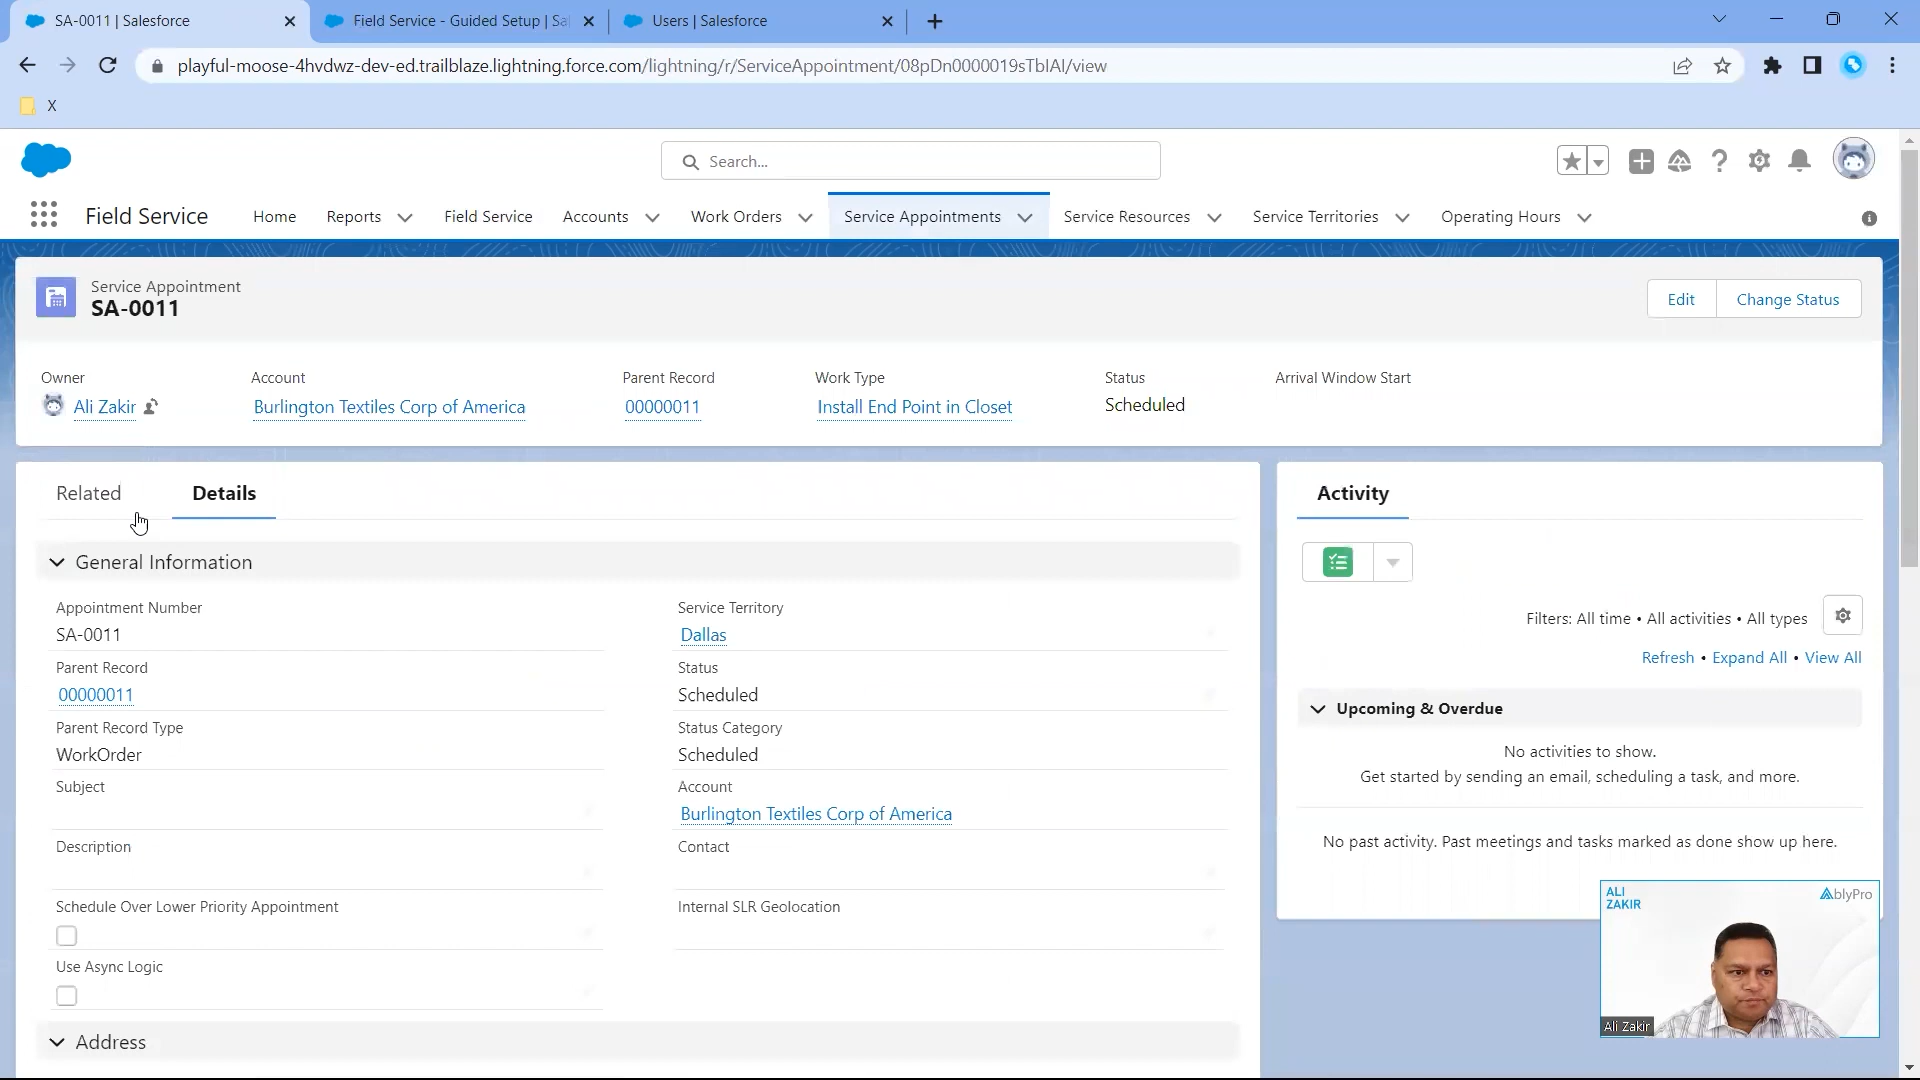 SA-0011 | Salesforce
Field Service - Guided Setup | Sal
Users | Salesforce
playful-moose-4hvdwz-dev-ed.trailblaze.lightning.force.com/lightning/r/ServiceAppointment/08pDn0000019sTbIAI/view
X
Search...
Field Service
Home
Reports
Field Service
Accounts
Work Orders
Service Appointments
Service Resources
Service Territories
Operating Hours
Service Appointment
SA-0011
Edit
Change Status
Owner
Account
Parent Record
Work Type
Status
Arrival Window Start
Ali Zakir
Burlington Textiles Corp of America
00000011
Install End Point in Closet
Scheduled
Related
Details
General Information
Appointment Number
SA-0011
Service Territory
Dallas
Parent Record
00000011
Status
Scheduled
Parent Record Type
WorkOrder
Status Category
Scheduled
Subject
Account
Burlington Textiles Corp of America
Description
Contact
Schedule Over Lower Priority Appointment
Internal SLR Geolocation
Use Async Logic
Address
Activity
Filters: All time • All activities • All types
Refresh • Expand All • View All
Upcoming & Overdue
No activities to show.
Get started by sending an email, scheduling a task, and more.
No past activity. Past meetings and tasks marked as done show up here.
ALI
ZAKIR
AblyPro
Ali Zakir